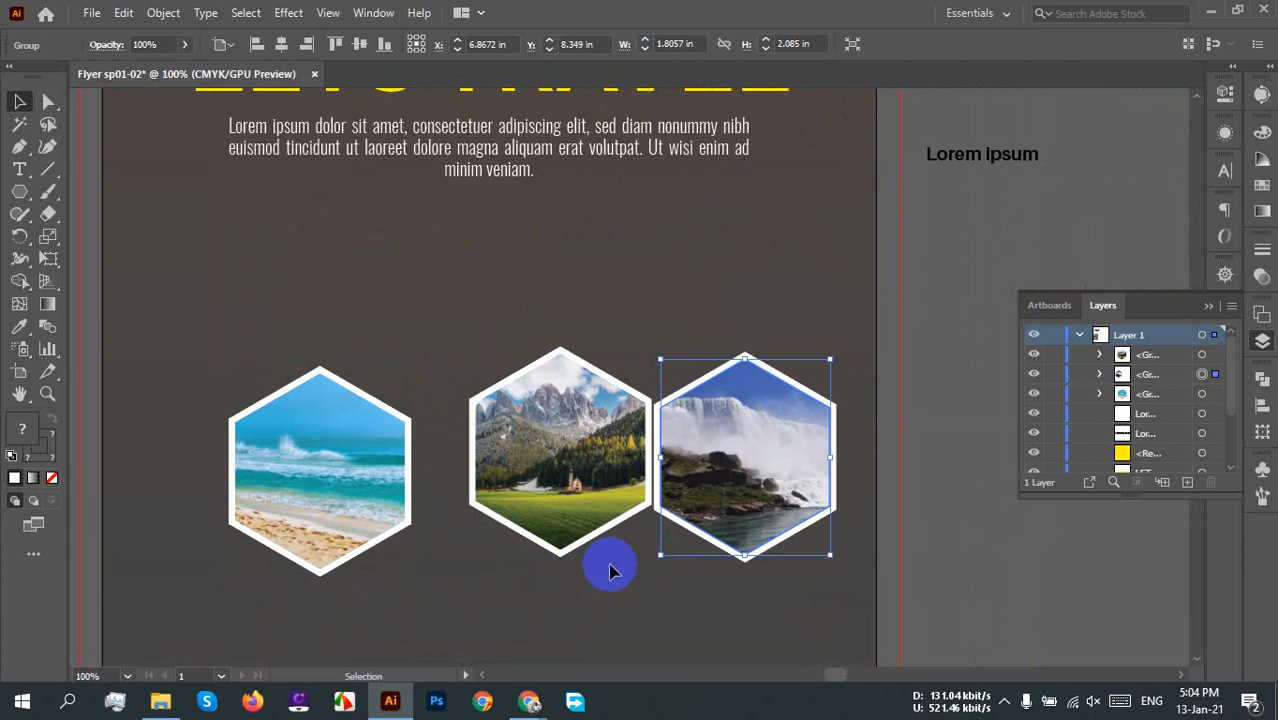 File Edit Object Type Select Effect View Window Help
Essentials
Search Adobe Stock
Group
Opacity: 100%
X: 6.8672 in Y: 8.349 in W: 1.8057 in H: 2.085 in
Flyer sp01-02* @ 100% (CMYK/GPU Preview) ×
Lorem ipsum dolor sit amet, consectetuer adipiscing elit, sed diam nonummy nibh
euismod tincidunt ut laoreet dolore magna aliquam erat volutpat. Ut wisi enim ad
minim veniam.
Lorem ipsum
Artboards Layers
Layer 1
<Gr...
<Gr...
<Gr...
Lor...
Lor...
<Re...
1 Layer
100%
1
Selection
D: 131.04 kbit/s
U: 521.46 kbit/s
ENG
5:04 PM
13-Jan-21
2